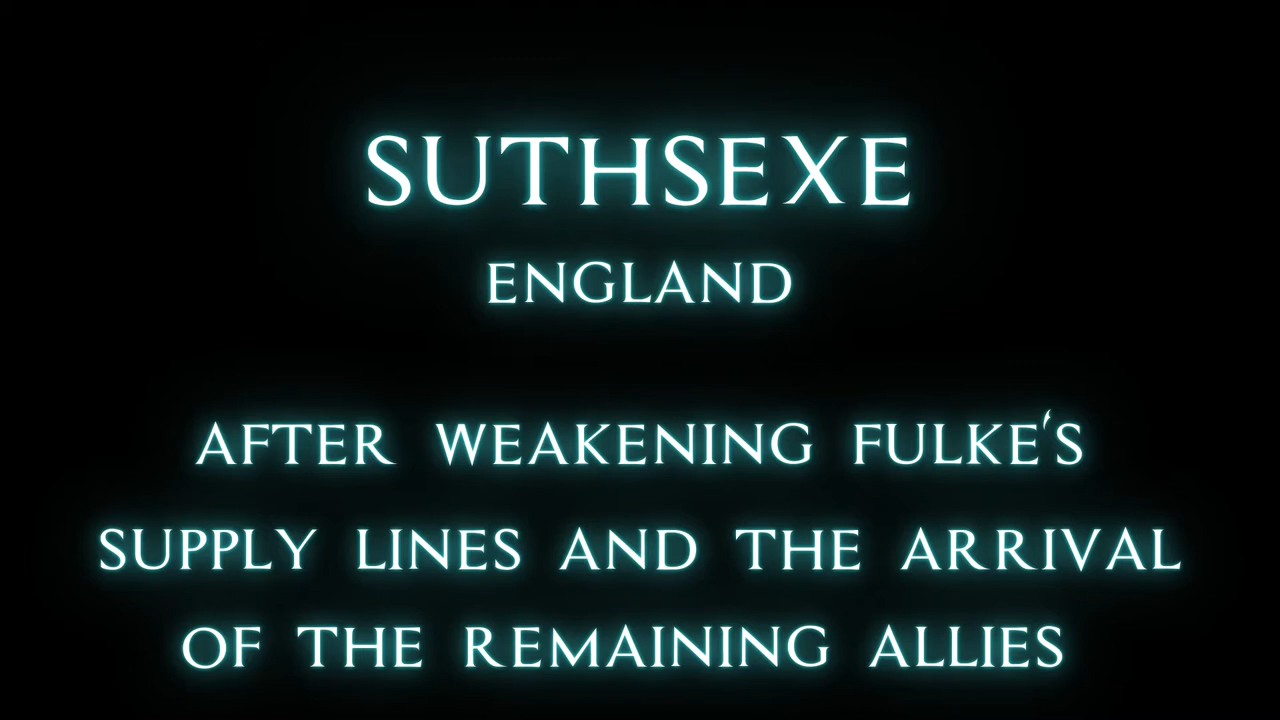 SUTHSEXE
ENGLAND
AFTER WEAKENING FULKE'S
SUPPLY LINES AND THE ARRIVAL
OF THE REMAINING ALLIES